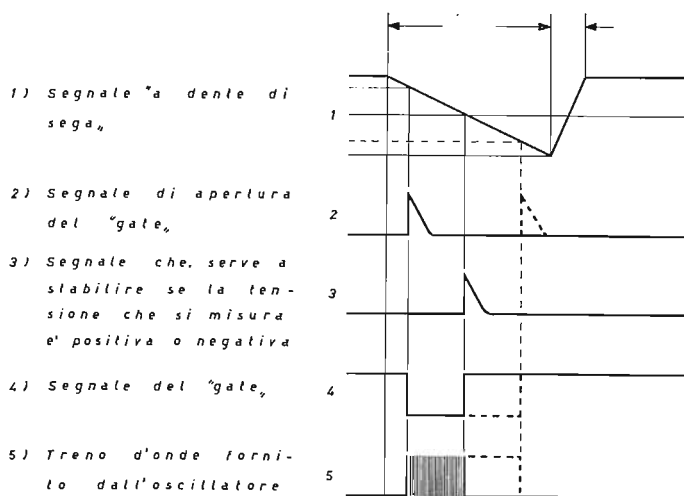 1) Segnale "a dente di
sega„
2) Segnale di apertura
del "gate„
3) Segnale che, serve a
stabilire se la ten-
sione che si misura
e' positiva o negativa
4) Segnale del "gate„
5) Treno d'onde forni-
to dall'oscillatore
1
2
3
4
5